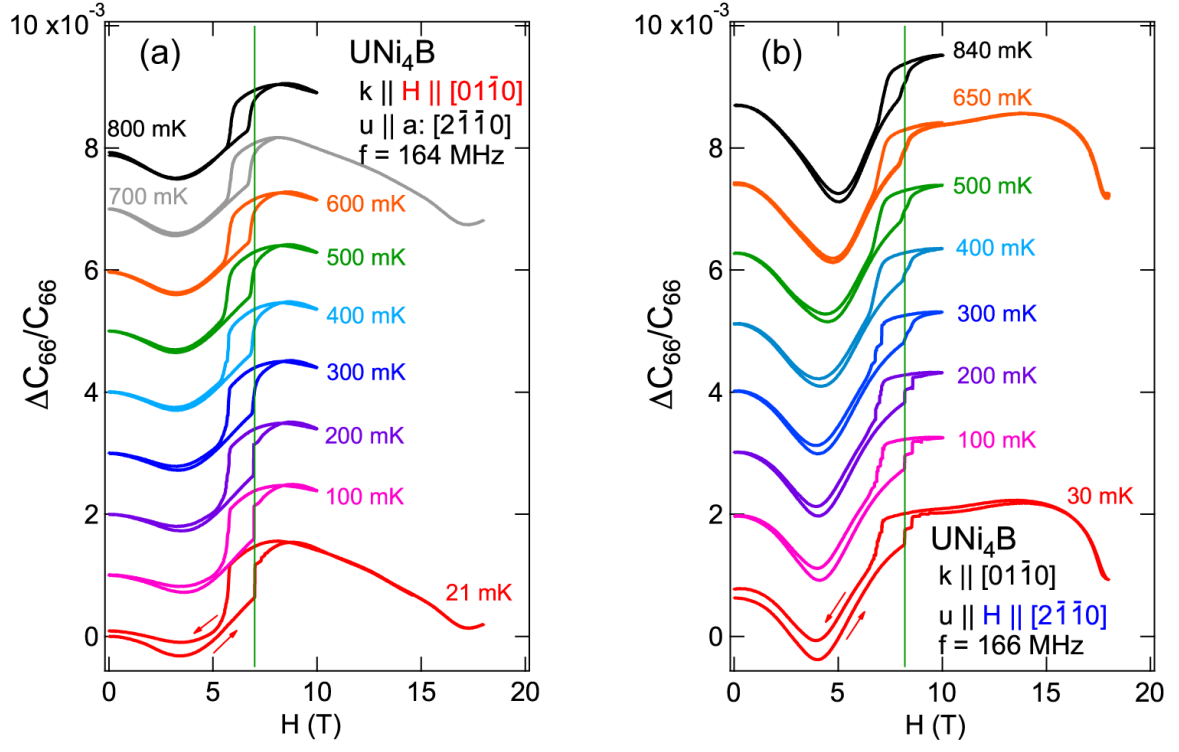 10 x10⁻³
(a)
UNi₄B
k || H || [011̄0]
u || a: [21̄1̄0]
f = 164 MHz
800 mK
700 mK
600 mK
500 mK
400 mK
300 mK
200 mK
100 mK
21 mK
8
6
4
2
0
ΔC₆₆/C₆₆
0
5
10
15
20
H (T)
10 x10⁻³
(b)
840 mK
650 mK
500 mK
400 mK
300 mK
200 mK
100 mK
30 mK
UNi₄B
k || [011̄0]
u || H || [21̄1̄0]
f = 166 MHz
8
6
4
2
0
ΔC₆₆/C₆₆
0
5
10
15
20
H (T)